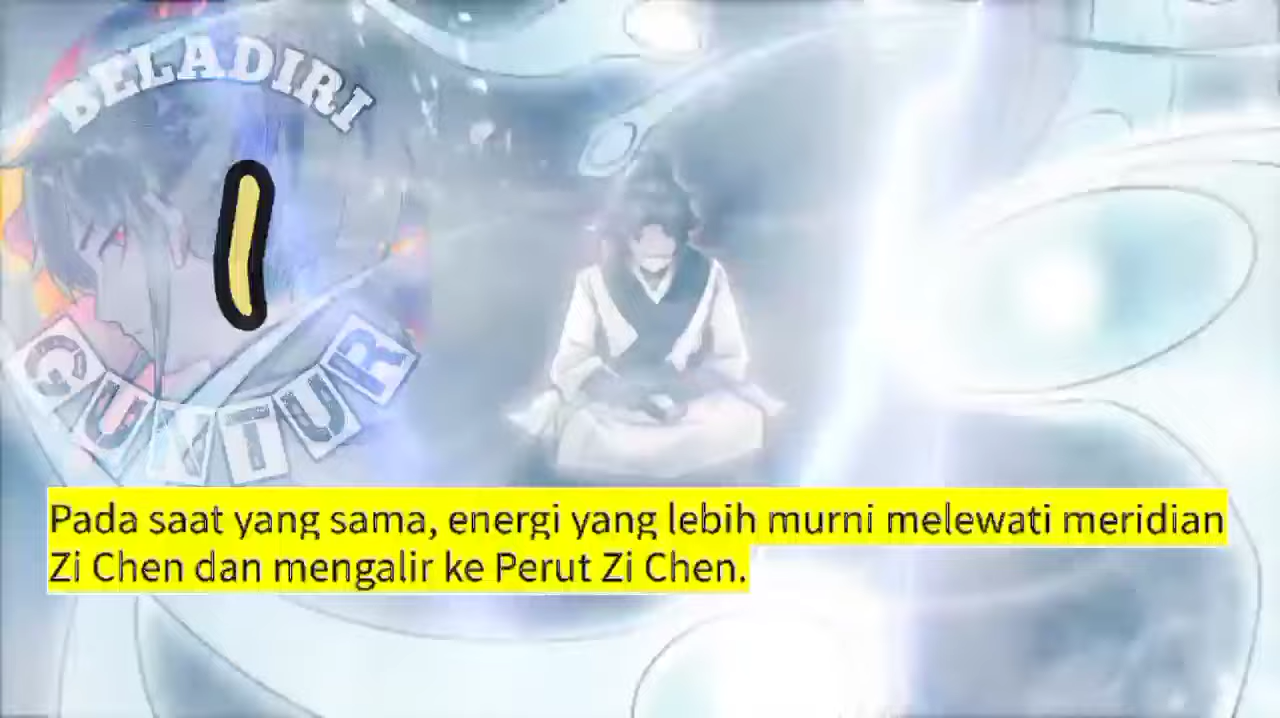 BELADIRI
1
GUNTUR
Pada saat yang sama, energi yang lebih murni melewati meridian
Zi Chen dan mengalir ke Perut Zi Chen.